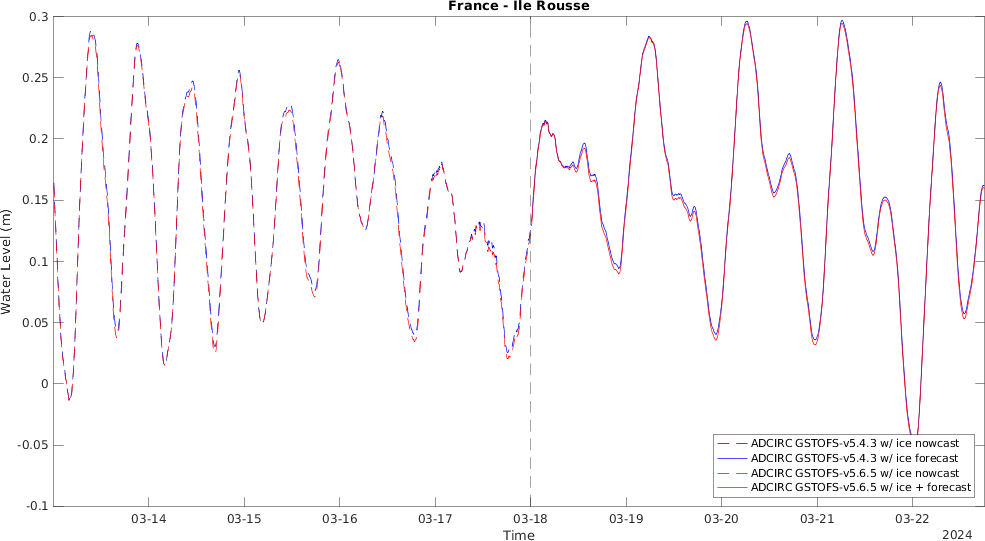 France - Ile Rousse
0.3
0.25
0.2
0.15
0.1
0.05
0
-0.05
-0.1
Water Level (m)
ADCIRC GSTOFS-v5.4.3 w/ ice nowcast
ADCIRC GSTOFS-v5.4.3 w/ ice forecast
ADCIRC GSTOFS-v5.6.5 w/ ice nowcast
ADCIRC GSTOFS-v5.6.5 w/ ice + forecast
03-14 03-15 03-16 03-17 03-18 03-19 03-20 03-21 03-22
Time
2024